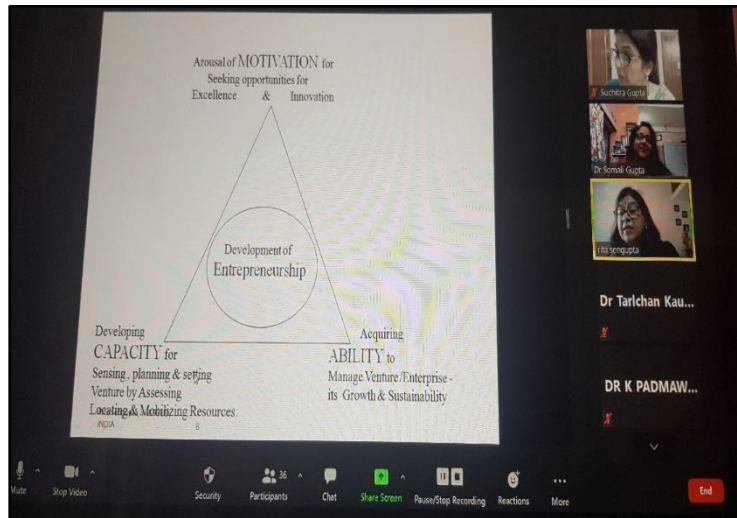 Arousal of MOTIVATION for
Seeking opportunities for
Excellence & Innovation
Development of
Entrepreneurship
Developing
CAPACITY for
Sensing, planning & setting
Venture by Assessing
Locating & Mobilizing Resources.
INDIA 8
Acquiring
ABILITY to
Manage Venture/Enterprise -
its Growth & Sustainability
Suchitra Gupta
Dr Somali Gupta
rita sengupta
Dr Tarlchan Kau...
DR K PADMAW...
Mute
Stop Video
Security
Participants
36
Chat
Share Screen
Pause/Stop Recording
Reactions
More
End